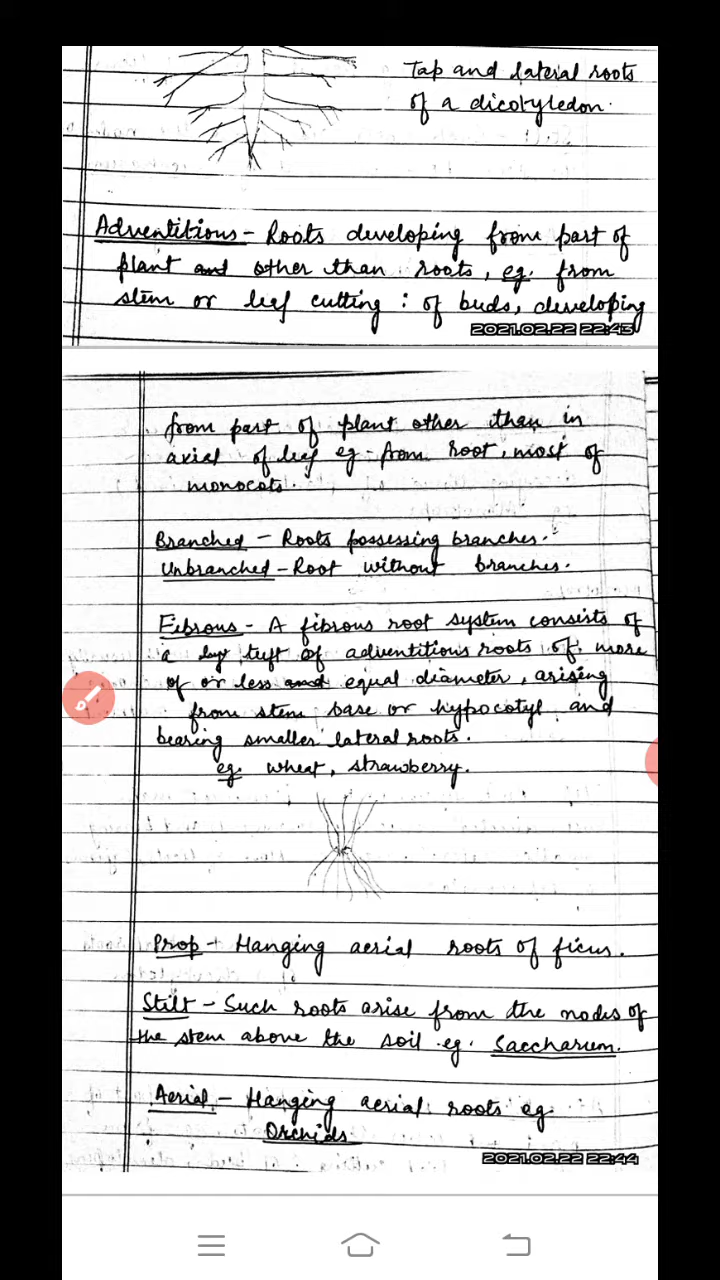 Tap and lateral roots
of a dicotyledon.
Adventitious - Roots developing from part of
plant and other than roots, eg. from
stem or leaf cutting : of buds, developing
2021.02.22 22:43
from part of plant other than in
axial of leaf eg - from root, most of
monocots.
Branched - Roots possessing branches.
Unbranched - Root without branches.
Fibrous - A fibrous root system consists of
a tuft of adventitious roots of more
of or less and equal diameter, arising
from stem base or hypocotyl and
bearing smaller lateral roots.
eg. wheat, strawberry.
Prop - Hanging aerial roots of ficus.
Stilt - Such roots arise from the nodes of
the stem above the soil eg. Saccharum.
Aerial - Hanging aerial roots eg
Orchids
2021.02.22 22:44